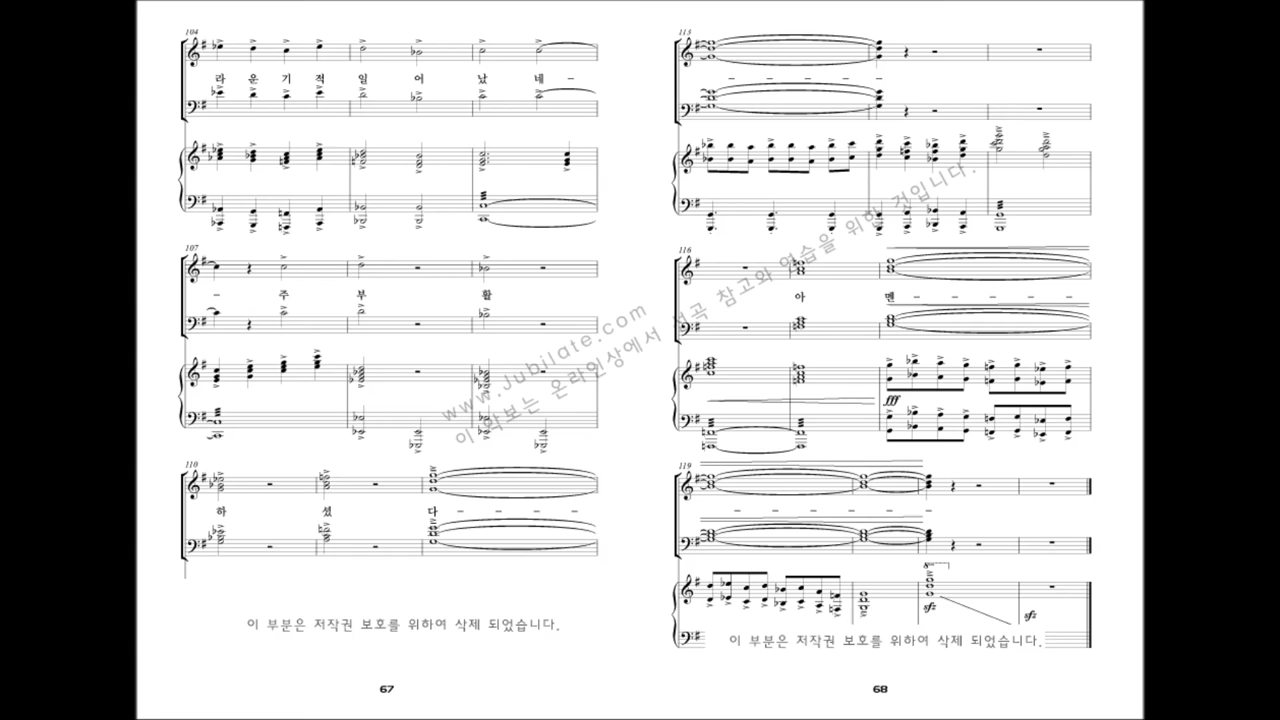 104
라 운 기 적 일 어 났 네 -
107
- 주 부 활
110
하 셨 다 - - - -
이 부분은 저작권 보호를 위하여 삭제 되었습니다.
67
113
- - - -
116
아 멘 - - - - -
fff
119
- - - - - -
8va
sfz
sfz
이 부분은 저작권 보호를 위하여 삭제 되었습니다.
68
www.Jubilate.com
이 악보는 온라인상에서 선곡 참고와 연습을 위한 것입니다.